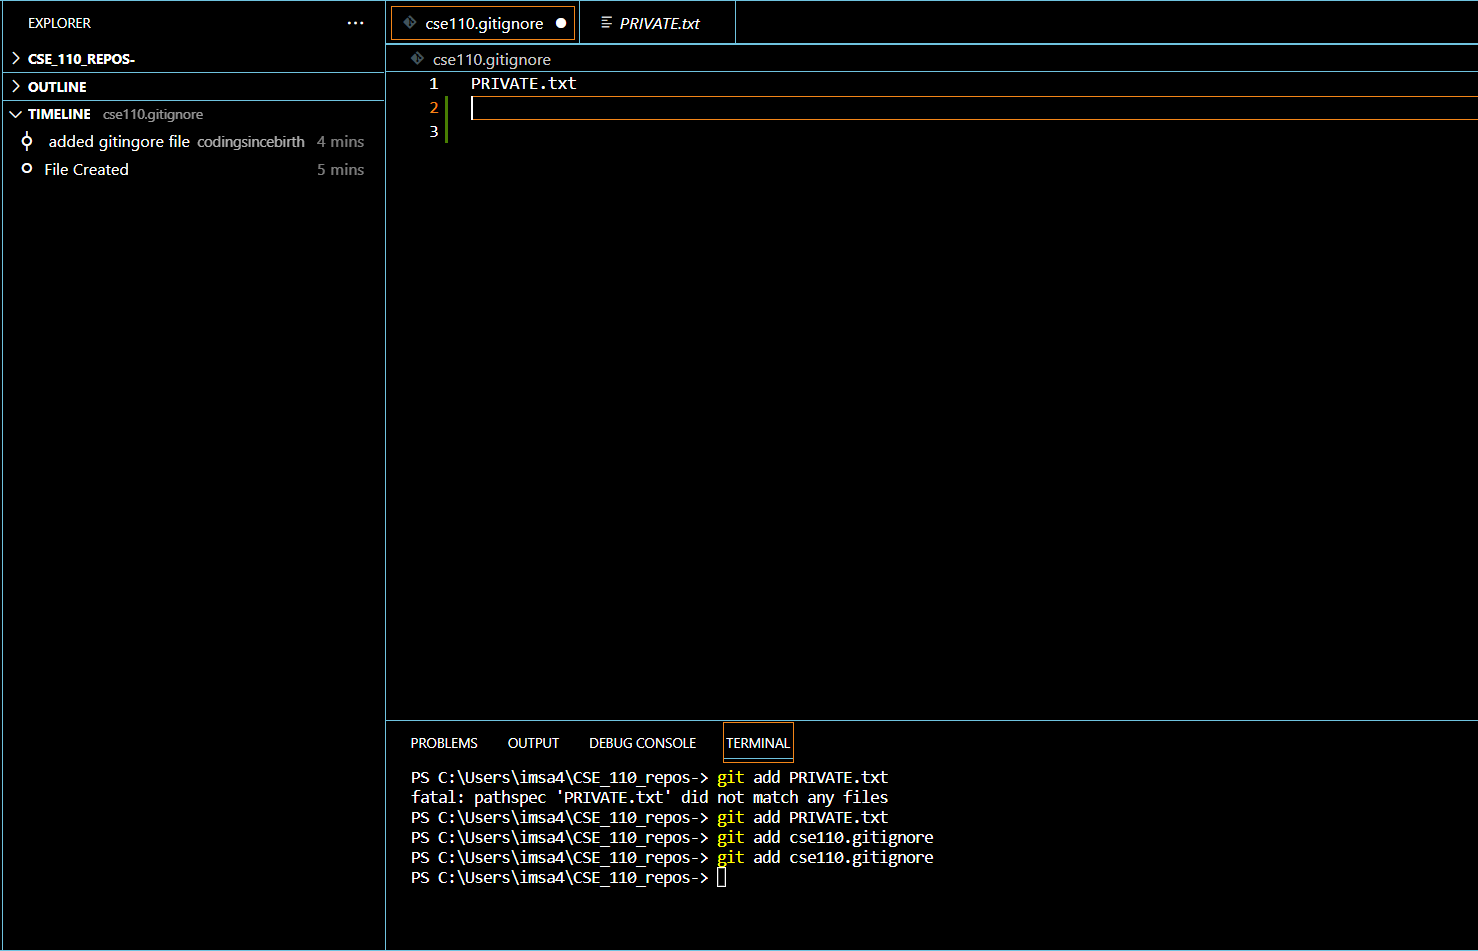 EXPLORER ···
CSE_110_REPOS-
OUTLINE
TIMELINE cse110.gitignore
added gitingore file codingsincebirth 4 mins
File Created 5 mins
cse110.gitignore PRIVATE.txt
cse110.gitignore
1 PRIVATE.txt
2
3
PROBLEMS OUTPUT DEBUG CONSOLE TERMINAL
PS C:\Users\imsa4\CSE_110_repos-> git add PRIVATE.txt
fatal: pathspec 'PRIVATE.txt' did not match any files
PS C:\Users\imsa4\CSE_110_repos-> git add PRIVATE.txt
PS C:\Users\imsa4\CSE_110_repos-> git add cse110.gitignore
PS C:\Users\imsa4\CSE_110_repos-> git add cse110.gitignore
PS C:\Users\imsa4\CSE_110_repos->